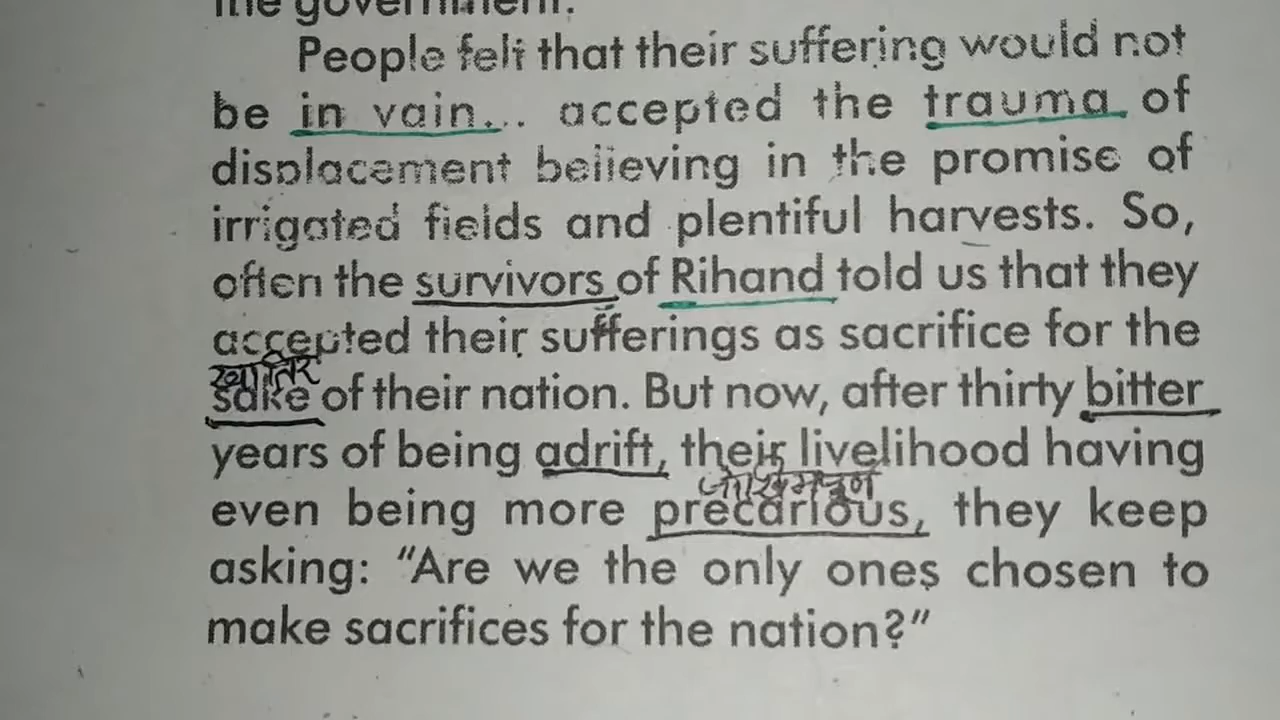 the government.
People felt that their suffering would not
be in vain... accepted the trauma of
displacement believing in the promise of
irrigated fields and plentiful harvests. So,
often the survivors of Rihand told us that they
accepted their sufferings as sacrifice for the
खातिर
sake of their nation. But now, after thirty bitter
years of being adrift, their livelihood having
जोखिमपूर्ण
even being more precarious, they keep
asking: “Are we the only ones chosen to
make sacrifices for the nation?”